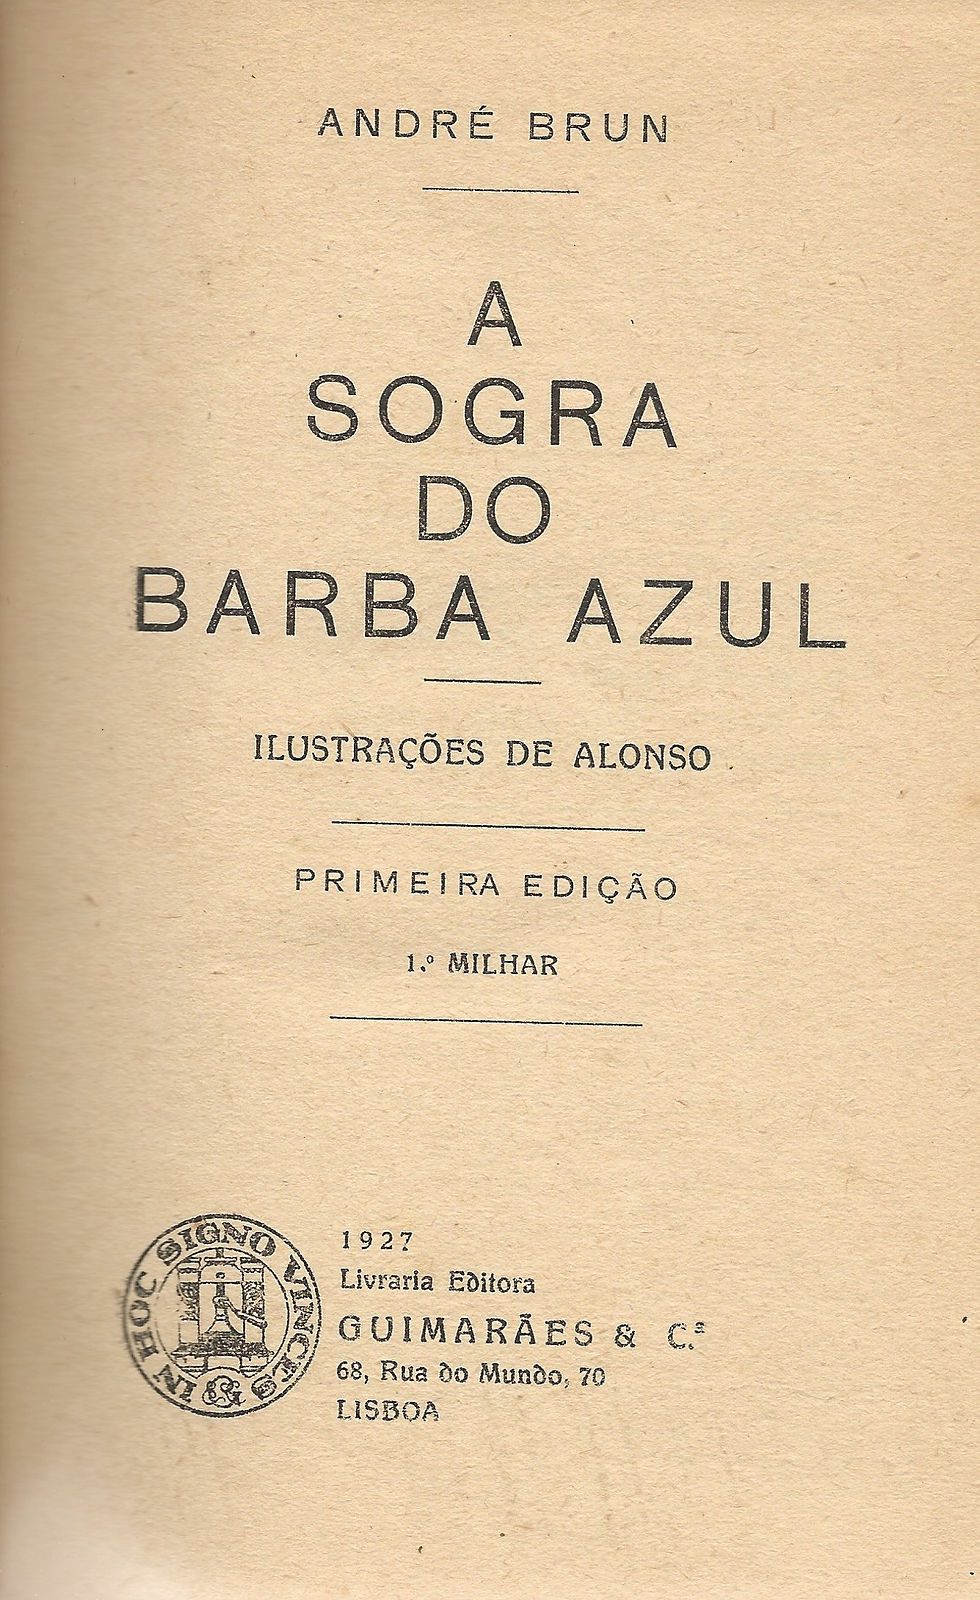 ANDRÉ BRUN
A
SOGRA
DO
BARBA AZUL
ILUSTRAÇÕES DE ALONSO
PRIMEIRA EDIÇÃO
1.º MILHAR
IN HOC SIGNO VINCES
1927
Livraria Editora
GUIMARÃES & C.ª
68, Rua do Mundo, 70
LISBOA